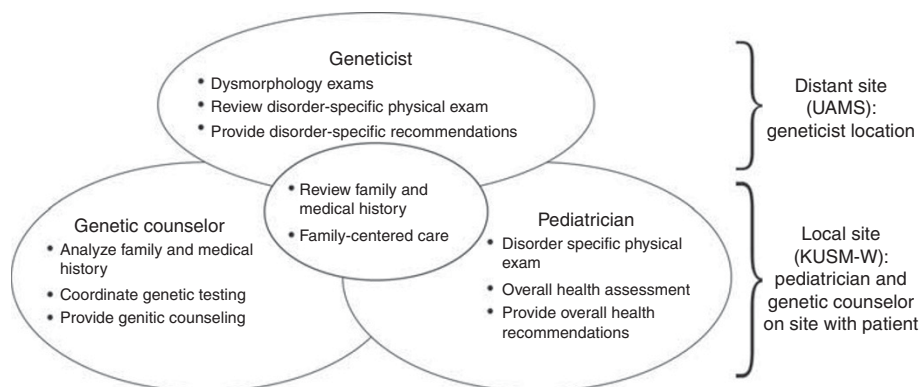 Geneticist
• Dysmorphology exams
• Review disorder-specific physical exam
• Provide disorder-specific recommendations
• Review family and
medical history
• Family-centered care
Genetic counselor
• Analyze family and medical
history
• Coordinate genetic testing
• Provide genitic counseling
Pediatrician
• Disorder specific physical
exam
• Overall health assessment
• Provide overall health
recommendations
Distant site
(UAMS):
geneticist location
Local site
(KUSM-W):
pediatrician and
genetic counselor
on site with patient